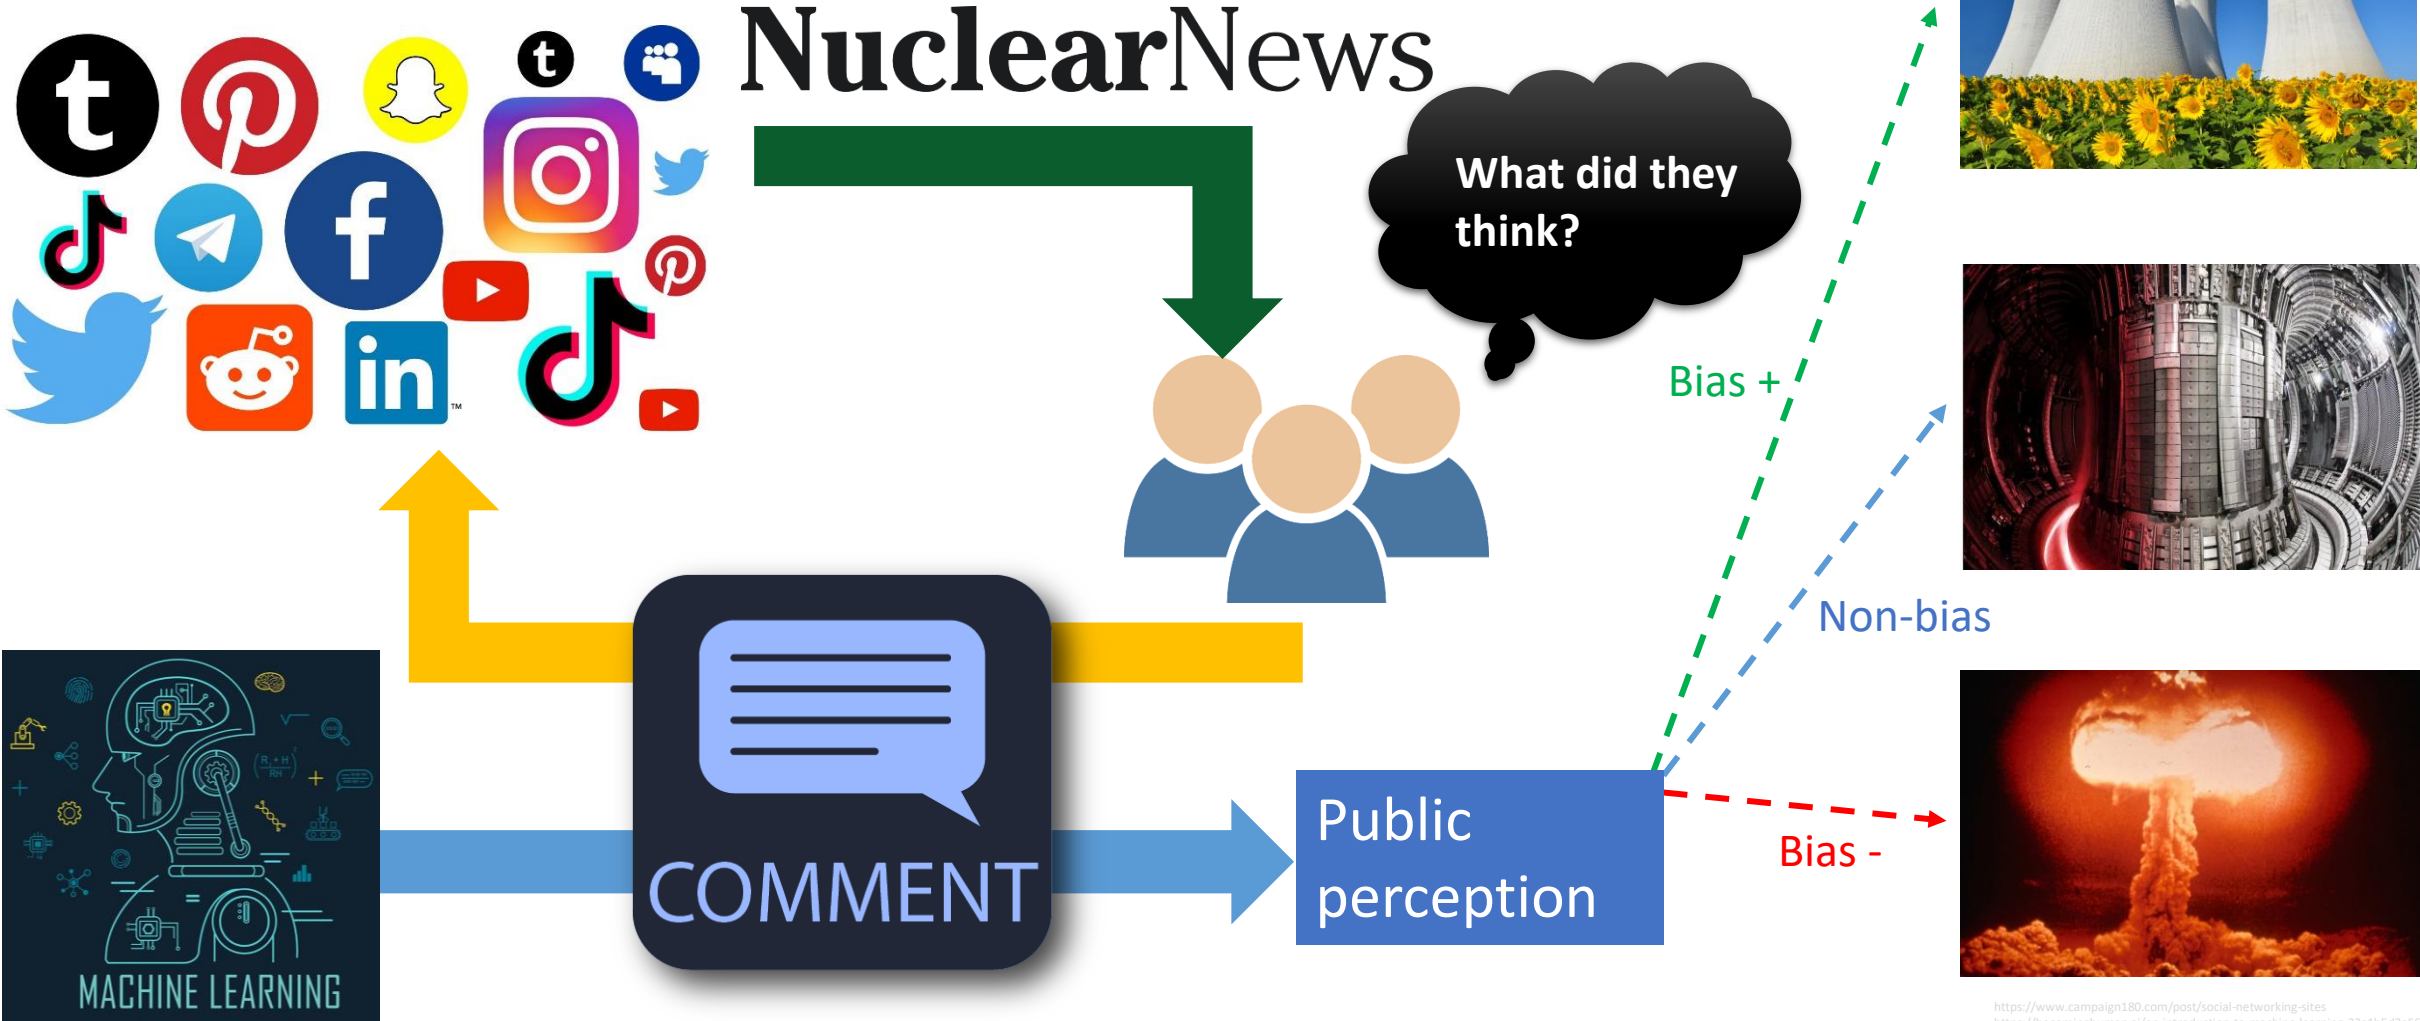 NuclearNews
What did they
think?
Bias +
Non-bias
Bias -
COMMENT
Public
perception
MACHINE LEARNING
in
TM
https://www.campaign180.com/post/social-networking-sites